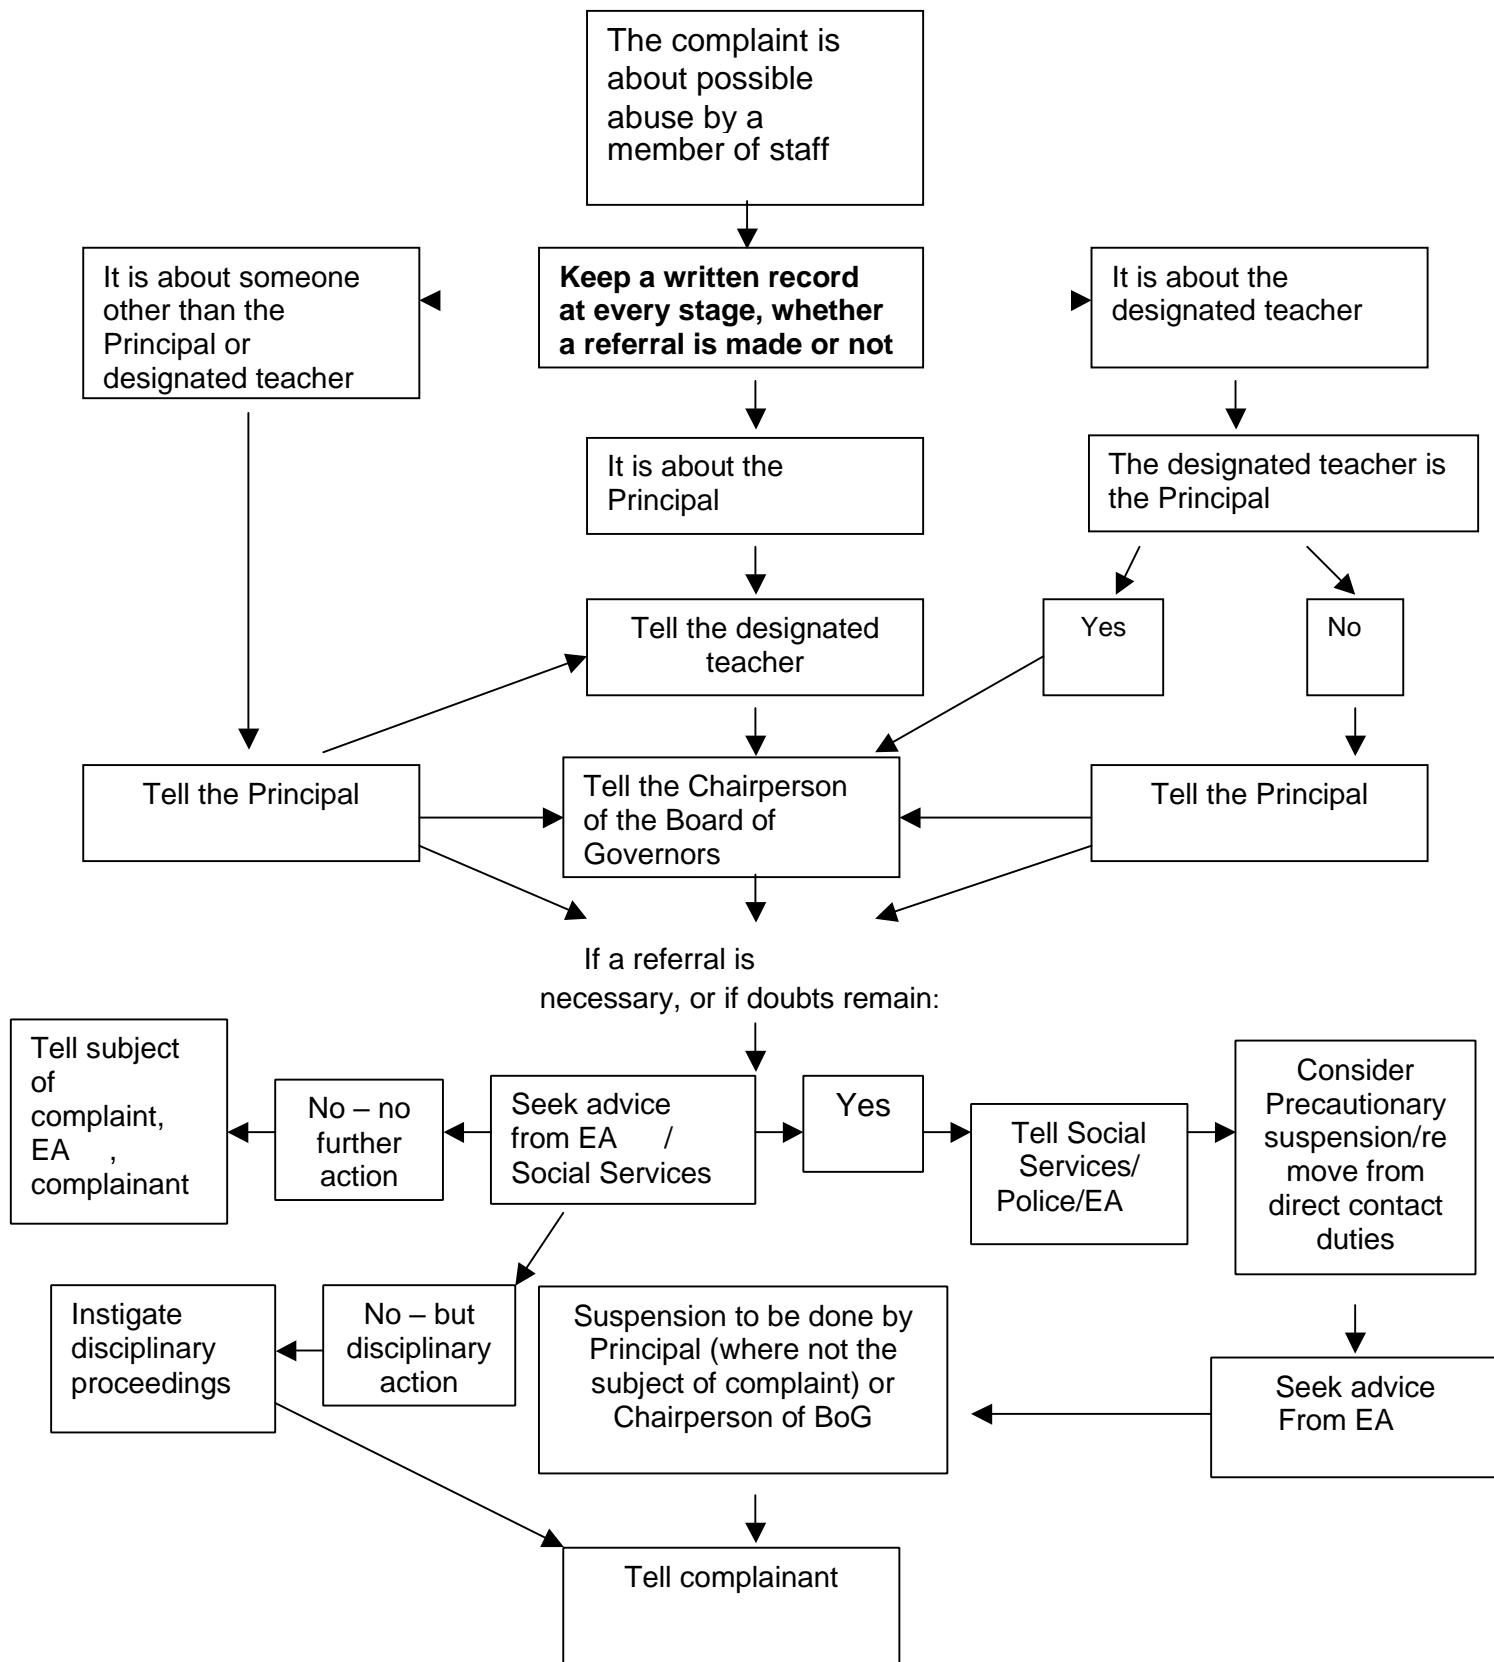 The complaint is
about possible
abuse by a
member of staff
It is about someone
other than the
Principal or
designated teacher
Keep a written record
at every stage, whether
a referral is made or not
It is about the
designated teacher
It is about the
Principal
The designated teacher is
the Principal
Tell the designated
teacher
Yes
No
Tell the Principal
Tell the Chairperson
of the Board of
Governors
Tell the Principal
If a referral is
necessary, or if doubts remain:
Tell subject
of
complaint,
EA ,
complainant
No – no
further
action
Seek advice
from EA /
Social Services
Yes
Tell Social
Services/
Police/EA
Consider
Precautionary
suspension/re
move from
direct contact
duties
Instigate
disciplinary
proceedings
No – but
disciplinary
action
Suspension to be done by
Principal (where not the
subject of complaint) or
Chairperson of BoG
Seek advice
From EA
Tell complainant